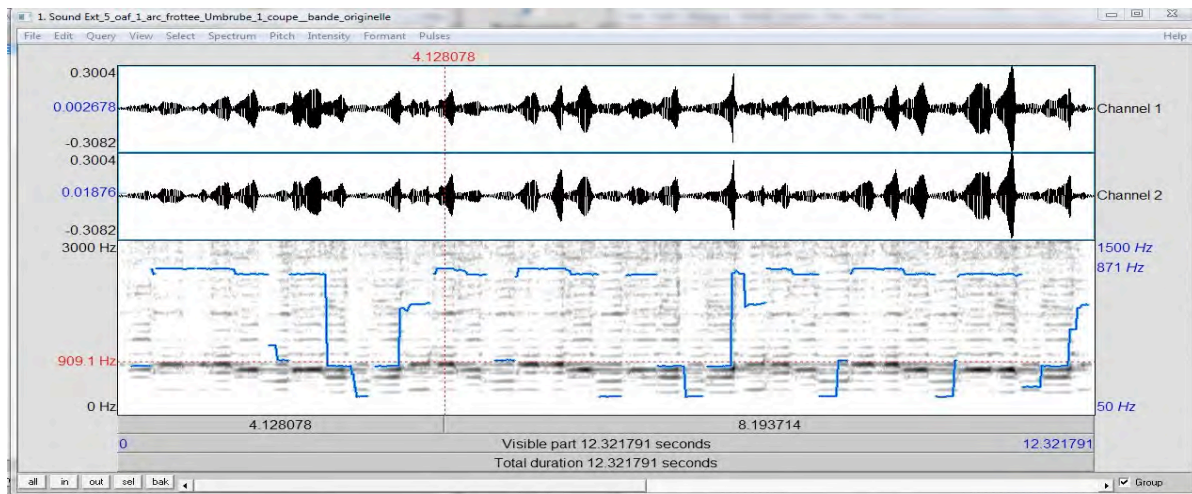 1. Sound Ext_5_oaf_1_arc_frottee_Umbrube_1_coupe__bande_originelle
File Edit Query View Select Spectrum Pitch Intensity Formant Pulses Help
4.128078
0.3004
0.002678
Channel 1
-0.3082
0.3004
0.01876
Channel 2
-0.3082
3000 Hz
1500 Hz
871 Hz
909.1 Hz
0 Hz
50 Hz
4.128078 8.193714
0 Visible part 12.321791 seconds 12.321791
Total duration 12.321791 seconds
all in out sel bak Group